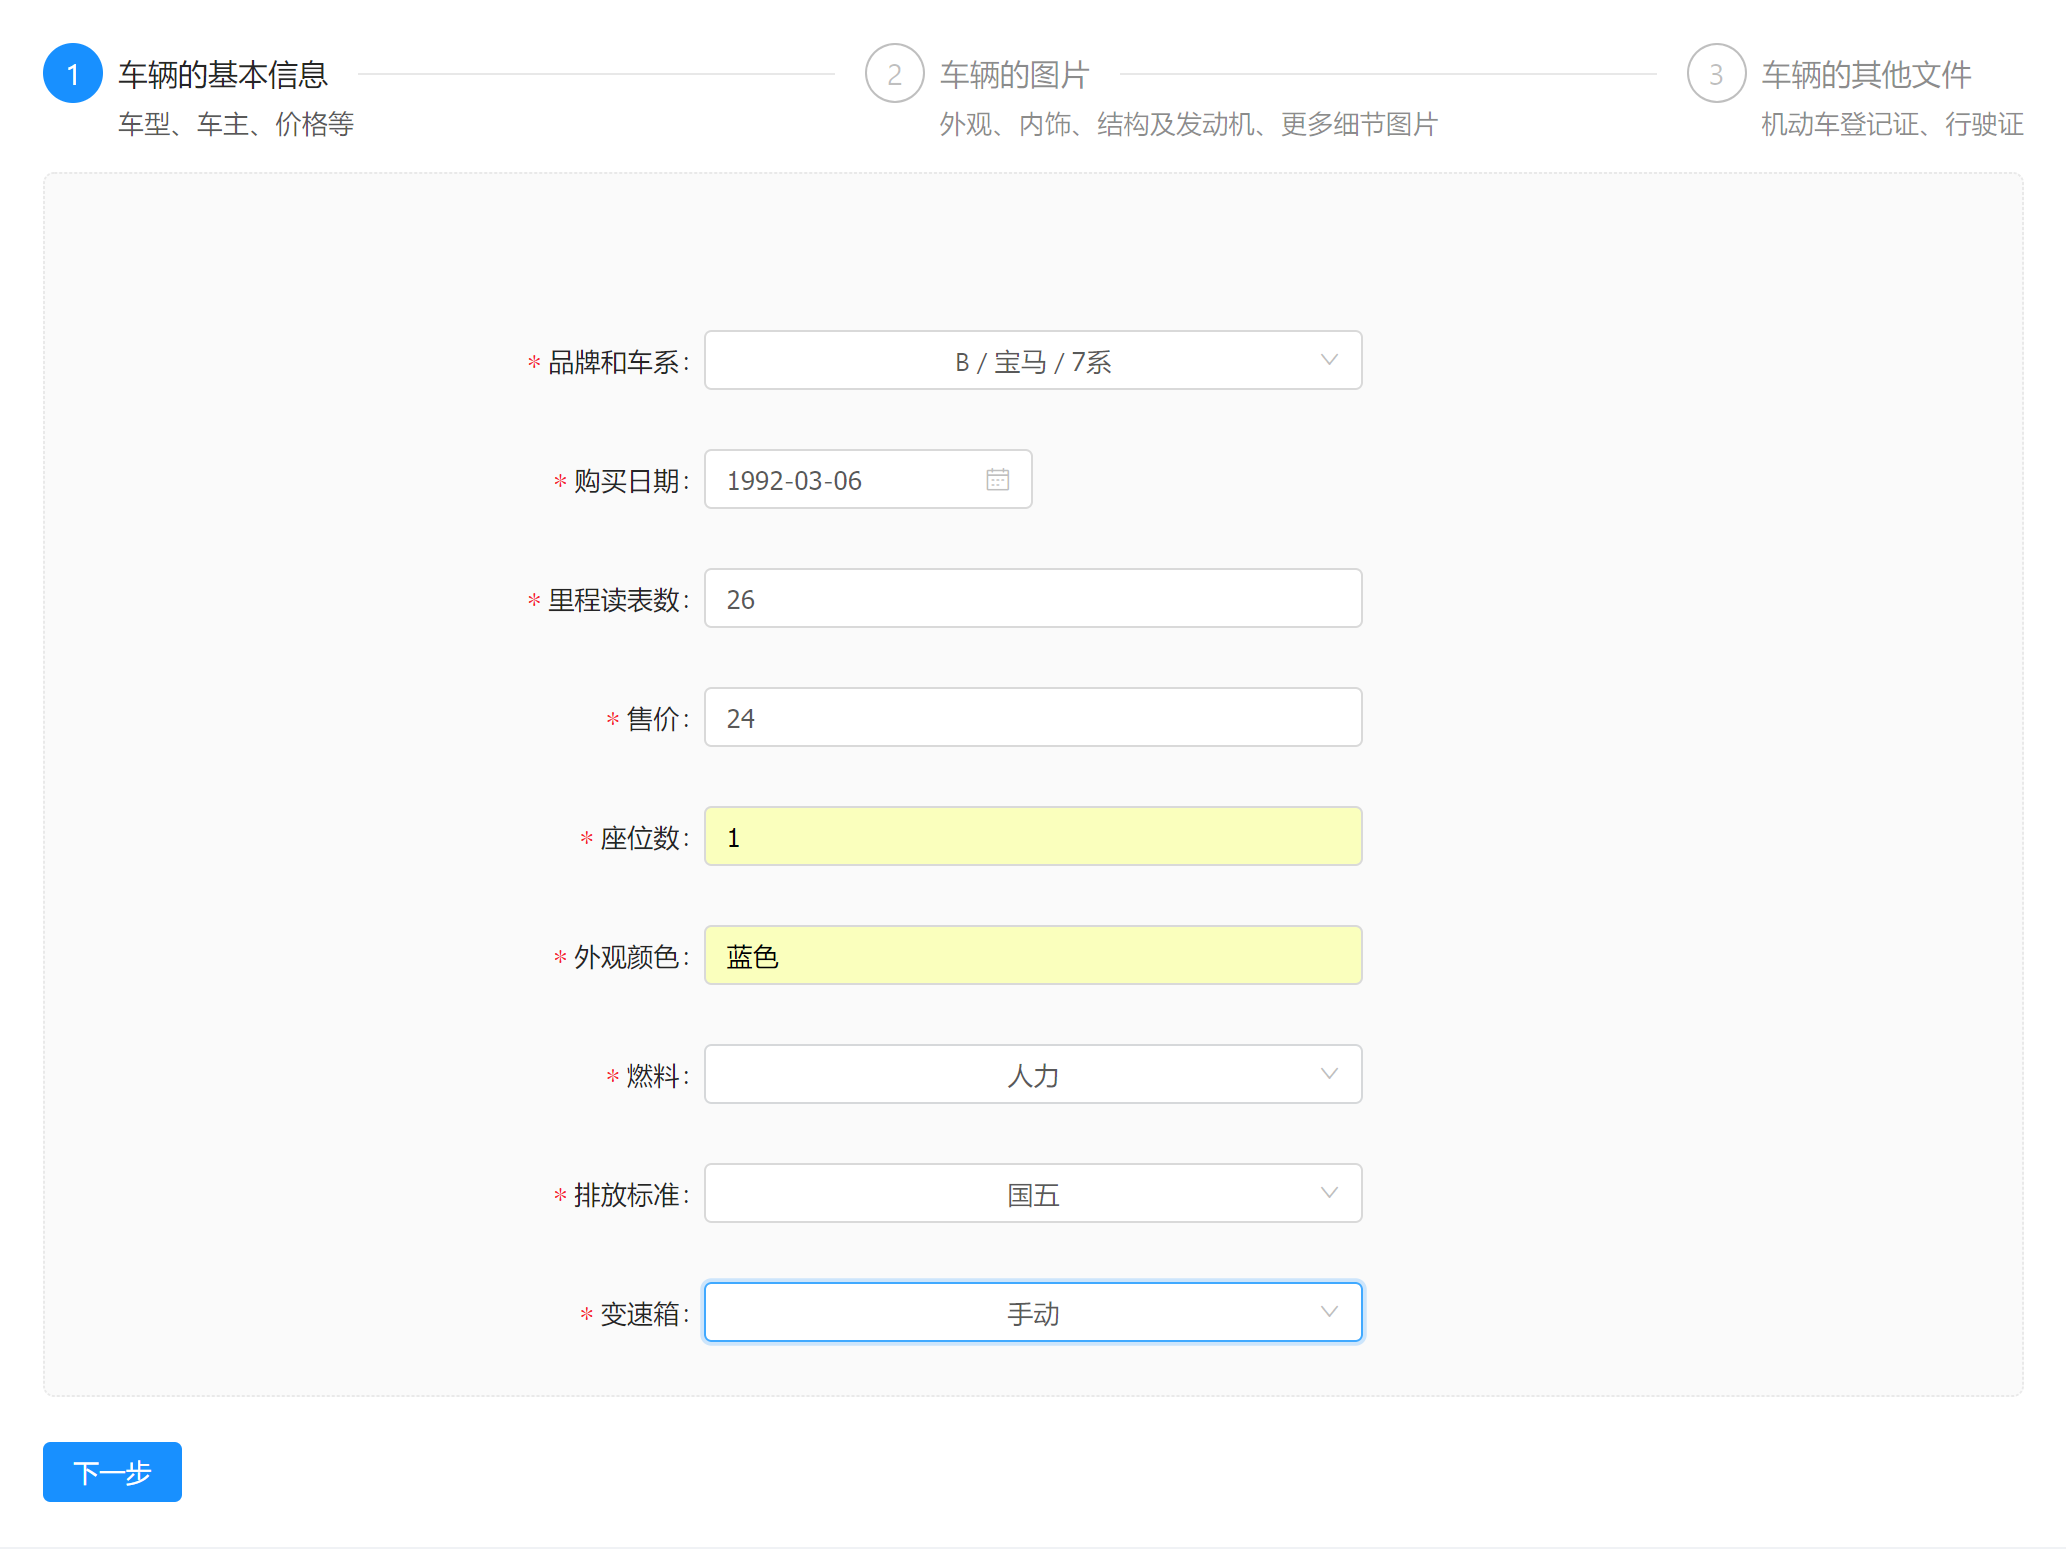 1 车辆的基本信息
车型、车主、价格等
2 车辆的图片
外观、内饰、结构及发动机、更多细节图片
3 车辆的其他文件
机动车登记证、行驶证
* 品牌和车系: B / 宝马 / 7系
* 购买日期: 1992-03-06
* 里程读表数: 26
* 售价: 24
* 座位数: 1
* 外观颜色: 蓝色
* 燃料: 人力
* 排放标准: 国五
* 变速箱: 手动
下一步